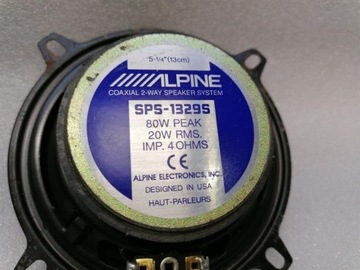 5-¼"(13cm)
ALPINE
COAXIAL 2-WAY SPEAKER SYSTEM
SPS-1329S
80W PEAK
20W RMS.
IMP. 4 OHMS
CE
ALPINE ELECTRONICS, INC.
DESIGNED IN USA
HAUT-PARLEURS